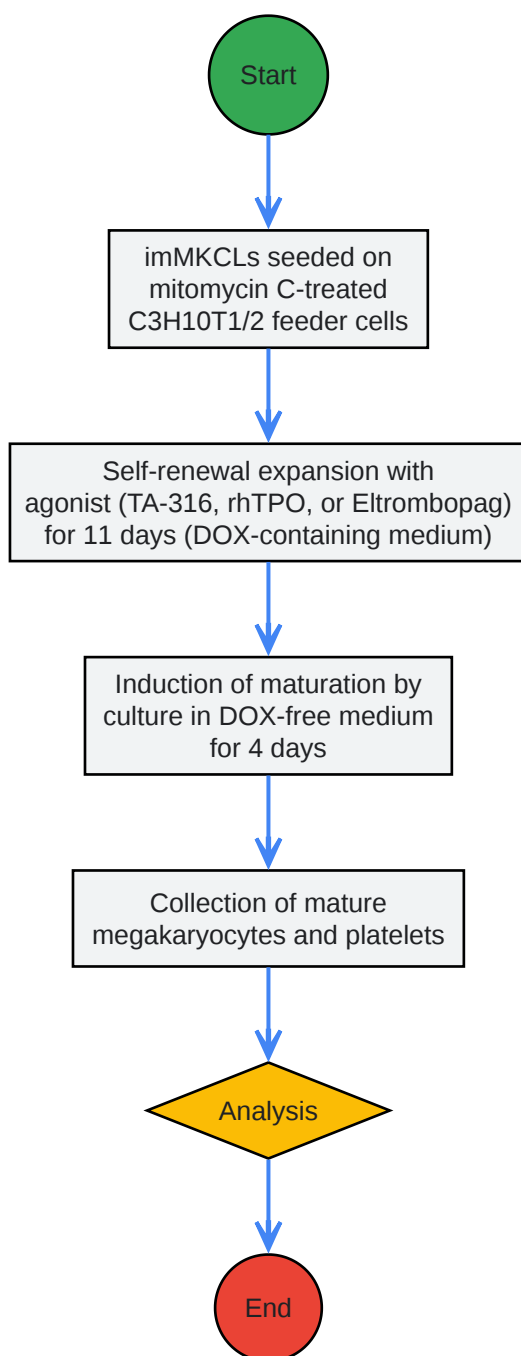 Start
imMKCLs seeded on
mitomycin C-treated
C3H10T1/2 feeder cells
Self-renewal expansion with
agonist (TA-316, rhTPO, or Eltrombopag)
for 11 days (DOX-containing medium)
Induction of maturation by
culture in DOX-free medium
for 4 days
Collection of mature
megakaryocytes and platelets
Analysis
End